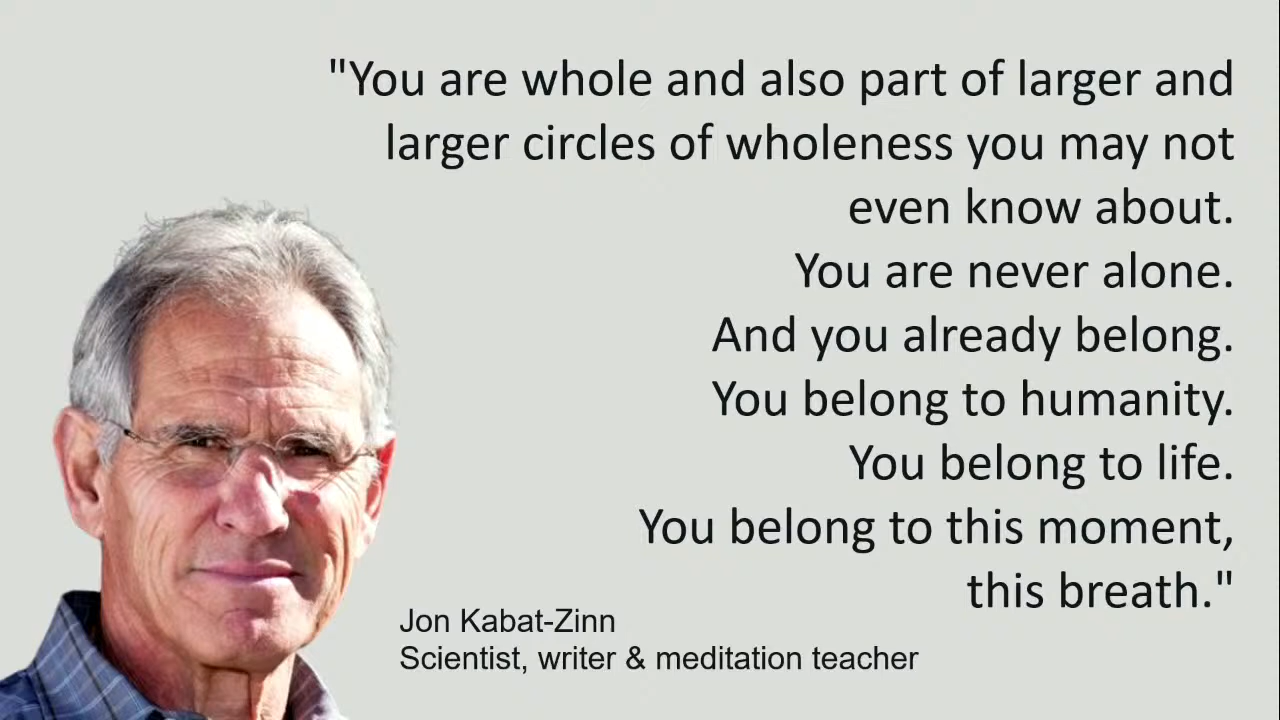 "You are whole and also part of larger and
larger circles of wholeness you may not
even know about.
You are never alone.
And you already belong.
You belong to humanity.
You belong to life.
You belong to this moment,
this breath."
Jon Kabat-Zinn
Scientist, writer & meditation teacher